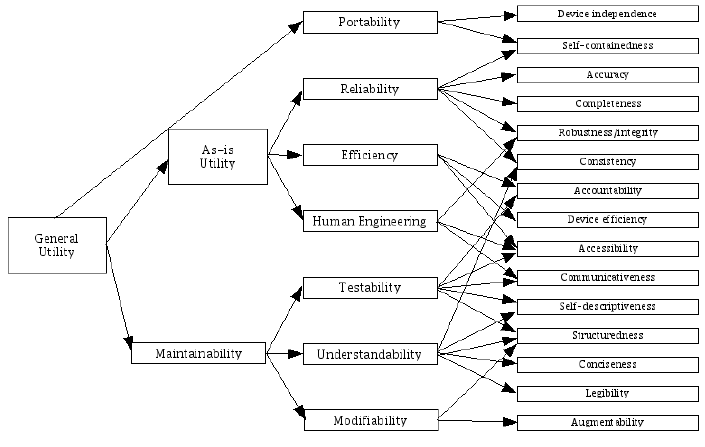 Portability
Device independence
Self-containedness
Reliability
Accuracy
Completeness
Robustness/integrity
As-is
Utility
Efficiency
Consistency
Accountability
Human Engineering
Device efficiency
General
Utility
Accessibility
Testability
Communicativeness
Self-descriptiveness
Maintainability
Understandability
Structuredness
Conciseness
Legibility
Modifiability
Augmentability